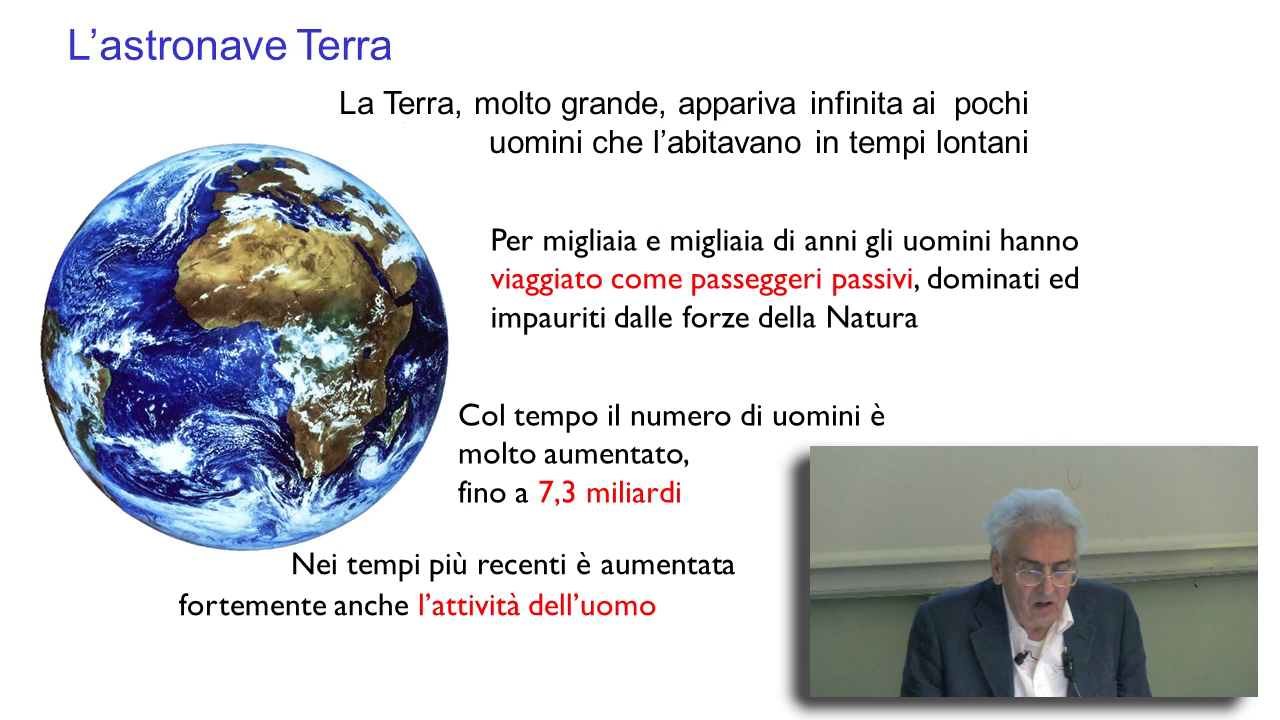 L’astronave Terra
La Terra, molto grande, appariva infinita ai pochi
uomini che l’abitavano in tempi lontani
Per migliaia e migliaia di anni gli uomini hanno
viaggiato come passeggeri passivi, dominati ed
impauriti dalle forze della Natura
Col tempo il numero di uomini è
molto aumentato,
fino a 7,3 miliardi
Nei tempi più recenti è aumentata
fortemente anche l’attività dell’uomo